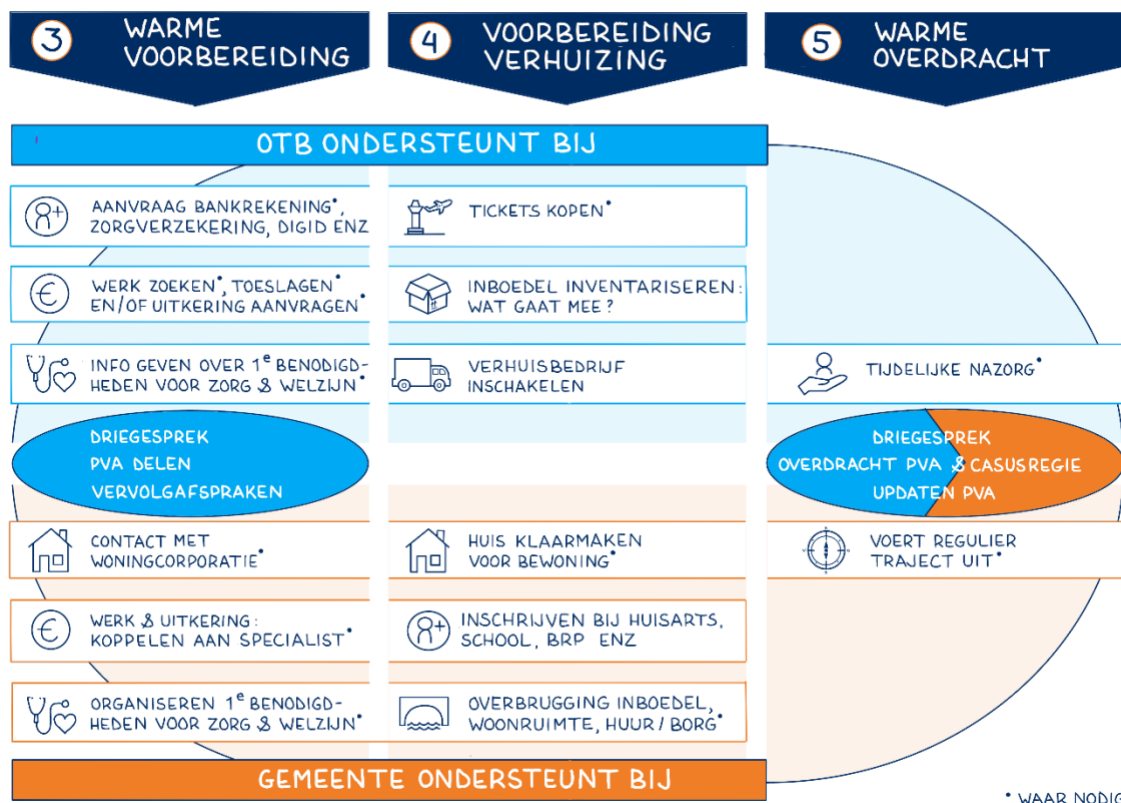 3 WARME
VOORBEREIDING
4 VOORBEREIDING
VERHUIZING
5 WARME
OVERDRACHT
OTB ONDERSTEUNT BIJ
AANVRAAG BANKREKENING*,
ZORGVERZEKERING, DIGID ENZ
TICKETS KOPEN*
WERK ZOEKEN*, TOESLAGEN*
EN/OF UITKERING AANVRAGEN*
INBOEDEL INVENTARISEREN:
WAT GAAT MEE?
INFO GEVEN OVER 1e BENODIGD-
HEDEN VOOR ZORG & WELZIJN*
VERHUISBEDRIJF
INSCHAKELEN
TIJDELIJKE NAZORG*
DRIEGESPREK
PVA DELEN
VERVOLGAFSPRAKEN
DRIEGESPREK
OVERDRACHT PVA & CASUSREGIE
UPDATEN PVA
CONTACT MET
WONINGCORPORATIE*
HUIS KLAARMAKEN
VOOR BEWONING*
VOERT REGULIER
TRAJECT UIT*
WERK & UITKERING:
KOPPELEN AAN SPECIALIST*
INSCHRIJVEN BIJ HUISARTS,
SCHOOL, BRP ENZ
ORGANISEREN 1e BENODIGD-
HEDEN VOOR ZORG & WELZIJN*
OVERBRUGGING INBOEDEL,
WOONRUIMTE, HUUR / BORG*
GEMEENTE ONDERSTEUNT BIJ
* WAAR NODIG